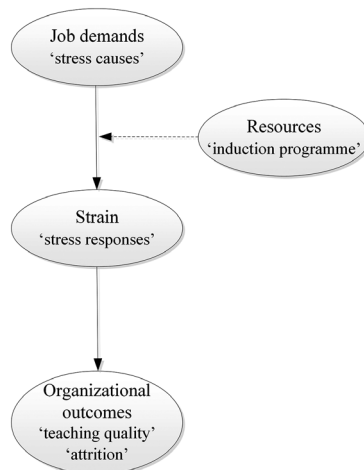 Job demands
‘stress causes’
Resources
‘induction programme’
Strain
‘stress responses’
Organizational
outcomes
‘teaching quality’
‘attrition’